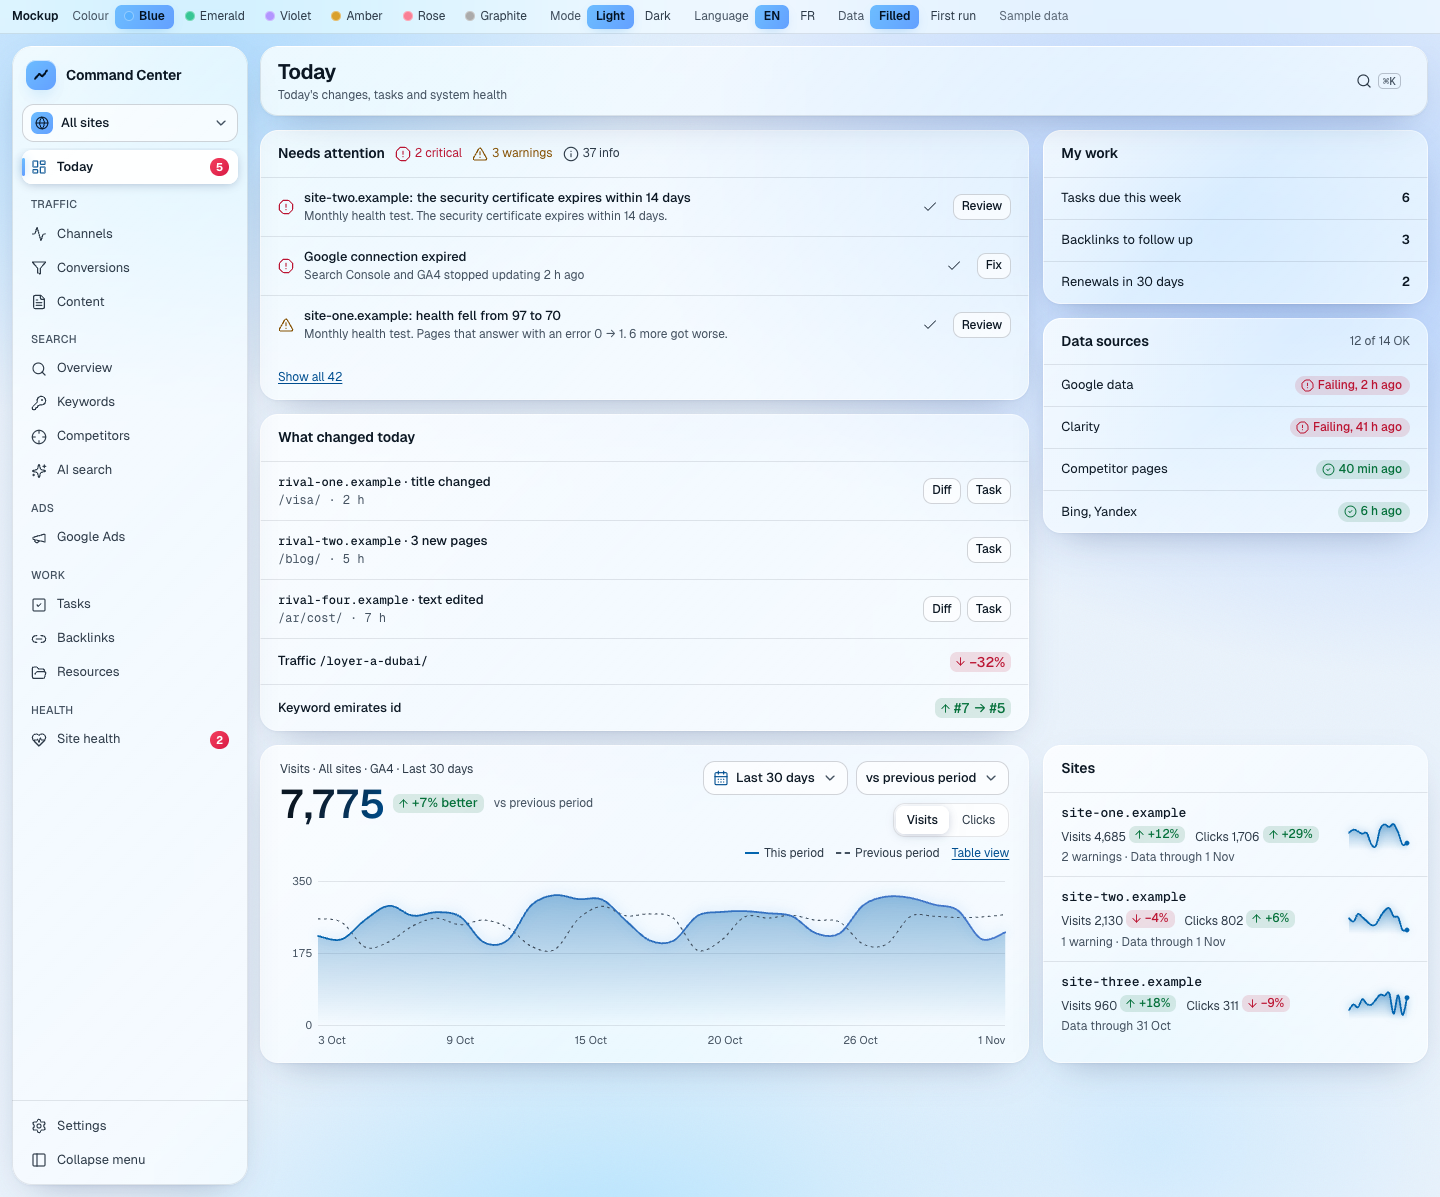 Mockup Colour Blue Emerald Violet Amber Rose Graphite Mode Light Dark Language EN FR Data Filled First run Sample data
Command Center
All sites
Today 5
TRAFFIC
Channels
Conversions
Content
SEARCH
Overview
Keywords
Competitors
AI search
ADS
Google Ads
WORK
Tasks
Backlinks
Resources
HEALTH
Site health 2
Settings
Collapse menu
Today
Today's changes, tasks and system health
⌘K
Needs attention 2 critical 3 warnings 37 info
site-two.example: the security certificate expires within 14 days
Monthly health test. The security certificate expires within 14 days.
Review
Google connection expired
Search Console and GA4 stopped updating 2 h ago
Fix
site-one.example: health fell from 97 to 70
Monthly health test. Pages that answer with an error 0 → 1. 6 more got worse.
Review
Show all 42
My work
Tasks due this week 6
Backlinks to follow up 3
Renewals in 30 days 2
Data sources 12 of 14 OK
Google data Failing, 2 h ago
Clarity Failing, 41 h ago
Competitor pages 40 min ago
Bing, Yandex 6 h ago
What changed today
rival-one.example · title changed
/visa/ · 2 h
Diff Task
rival-two.example · 3 new pages
/blog/ · 5 h
Task
rival-four.example · text edited
/ar/cost/ · 7 h
Diff Task
Traffic /loyer-a-dubai/ ↓ −32%
Keyword emirates id ↑ #7 → #5
Visits · All sites · GA4 · Last 30 days
7,775 ↑ +7% better vs previous period
Last 30 days vs previous period
Visits Clicks
This period Previous period Table view
350
175
0
3 Oct 9 Oct 15 Oct 20 Oct 26 Oct 1 Nov
Sites
site-one.example
Visits 4,685 ↑ +12% Clicks 1,706 ↑ +29%
2 warnings · Data through 1 Nov
site-two.example
Visits 2,130 ↓ −4% Clicks 802 ↑ +6%
1 warning · Data through 1 Nov
site-three.example
Visits 960 ↑ +18% Clicks 311 ↓ −9%
Data through 31 Oct